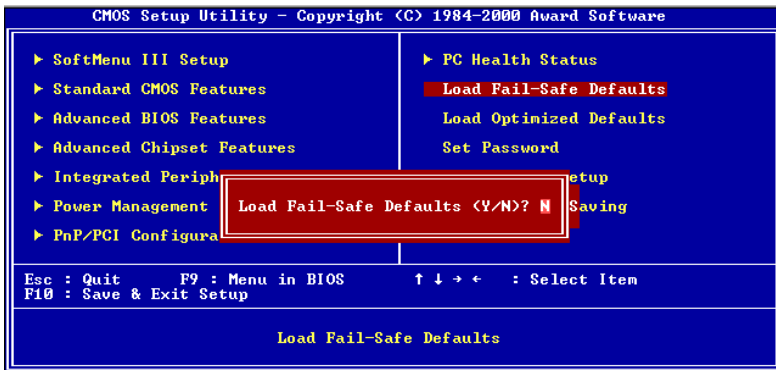 CMOS Setup Utility - Copyright (C) 1984-2000 Award Software
SoftMenu III Setup
Standard CMOS Features
Advanced BIOS Features
Advanced Chipset Features
Integrated Periph
Power Management
PnP/PCI Configura
PC Health Status
Load Fail-Safe Defaults
Load Optimized Defaults
Set Password
etup
Saving
Load Fail-Safe Defaults (Y/N)? N
Esc : Quit F9 : Menu in BIOS ↑ ↓ → ← : Select Item
F10 : Save & Exit Setup
Load Fail-Safe Defaults